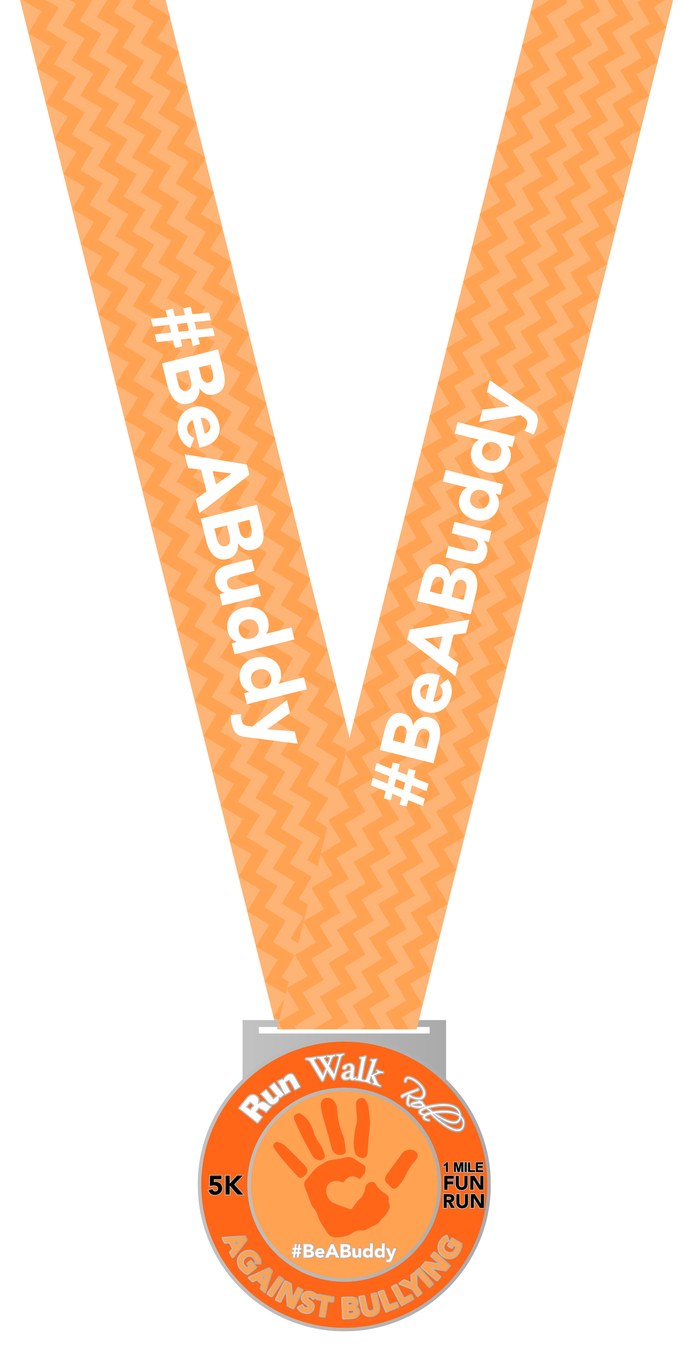 #BeABuddy
#BeABuddy
Run Walk Roll
5K
1 MILE
FUN
RUN
#BeABuddy
AGAINST BULLYING